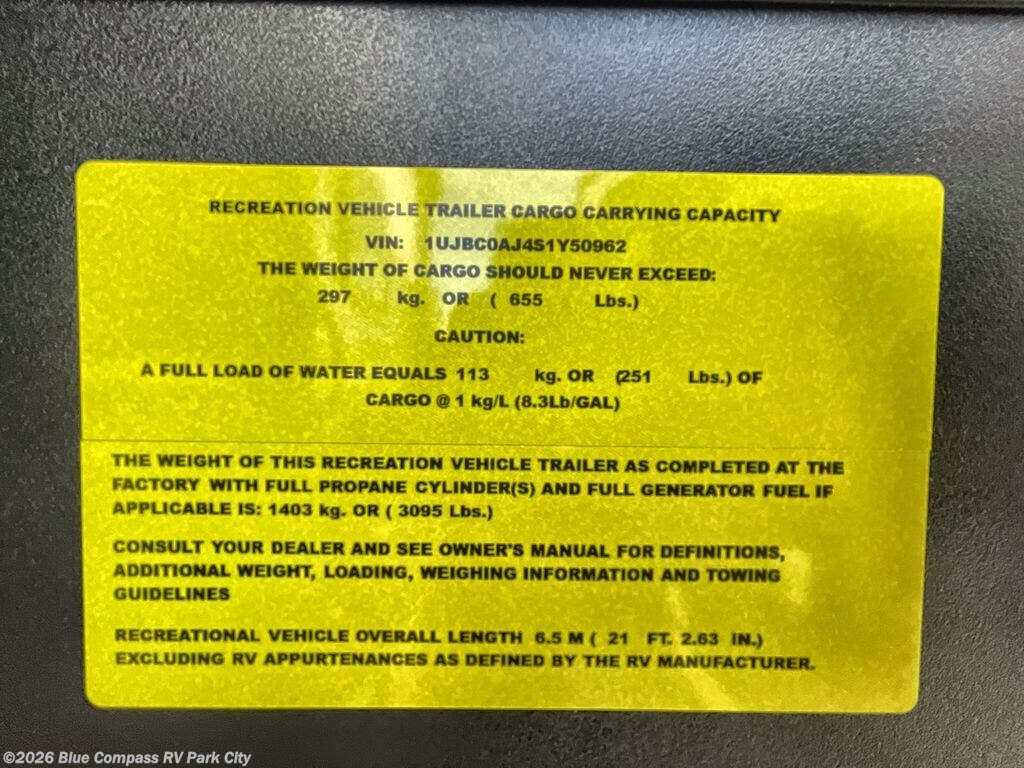 RECREATION VEHICLE TRAILER CARGO CARRYING CAPACITY
VIN: 1UJBC0AJ4S1Y50962
THE WEIGHT OF CARGO SHOULD NEVER EXCEED:
297 kg. OR ( 655 Lbs.)
CAUTION:
A FULL LOAD OF WATER EQUALS 113 kg. OR (251 Lbs.) OF
CARGO @ 1 kg/L (8.3Lb/GAL)
THE WEIGHT OF THIS RECREATION VEHICLE TRAILER AS COMPLETED AT THE
FACTORY WITH FULL PROPANE CYLINDER(S) AND FULL GENERATOR FUEL IF
APPLICABLE IS: 1403 kg. OR ( 3095 Lbs.)
CONSULT YOUR DEALER AND SEE OWNER'S MANUAL FOR DEFINITIONS,
ADDITIONAL WEIGHT, LOADING, WEIGHING INFORMATION AND TOWING
GUIDELINES
RECREATIONAL VEHICLE OVERALL LENGTH 6.5 M ( 21 FT. 2.63 IN.)
EXCLUDING RV APPURTENANCES AS DEFINED BY THE RV MANUFACTURER.
©2026 Blue Compass RV Park City